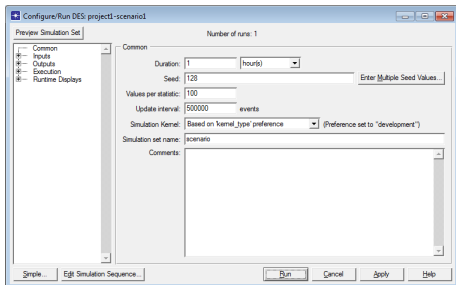 Configure/Run DES: project1-scenario1
Preview Simulation Set
Number of runs: 1
Common
Inputs
Outputs
Execution
Runtime Displays
Common
Duration: 1 hour(s)
Seed: 128 Enter Multiple Seed Values...
Values per statistic: 100
Update interval: 500000 events
Simulation Kernel: Based on 'kernel_type' preference (Preference set to "development")
Simulation set name: scenario
Comments:
Simple... Edit Simulation Sequence... Run Cancel Apply Help